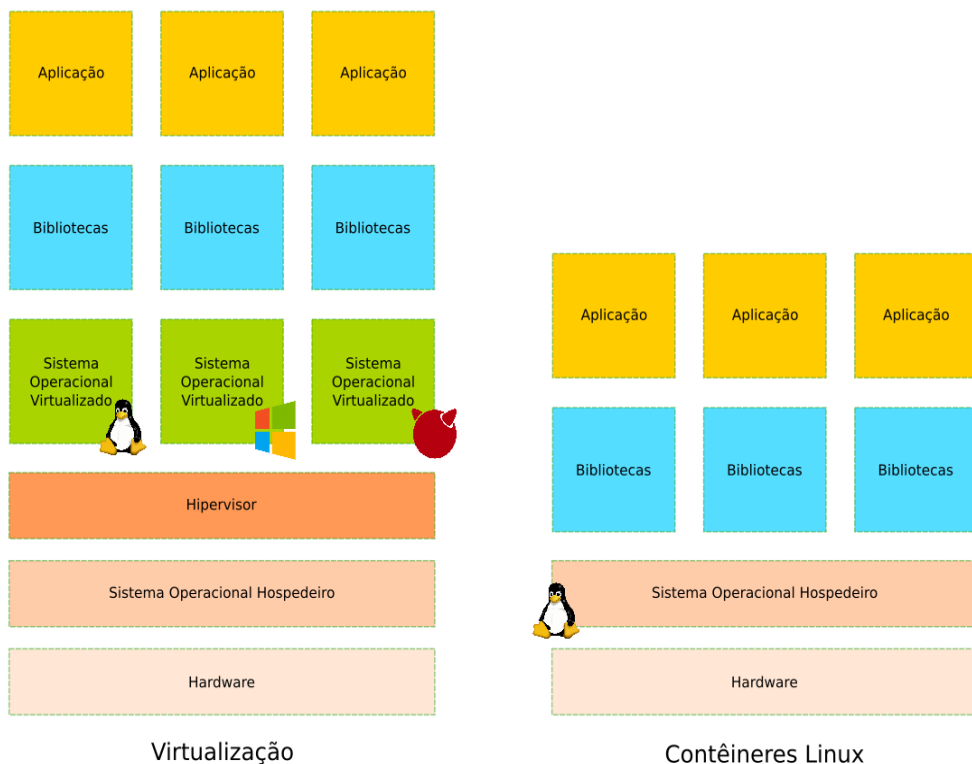 Aplicação
Aplicação
Aplicação
Bibliotecas
Bibliotecas
Bibliotecas
Sistema
Operacional
Virtualizado
Sistema
Operacional
Virtualizado
Sistema
Operacional
Virtualizado
Hipervisor
Sistema Operacional Hospedeiro
Hardware
Virtualização
Aplicação
Aplicação
Aplicação
Bibliotecas
Bibliotecas
Bibliotecas
Sistema Operacional Hospedeiro
Hardware
Contêineres Linux